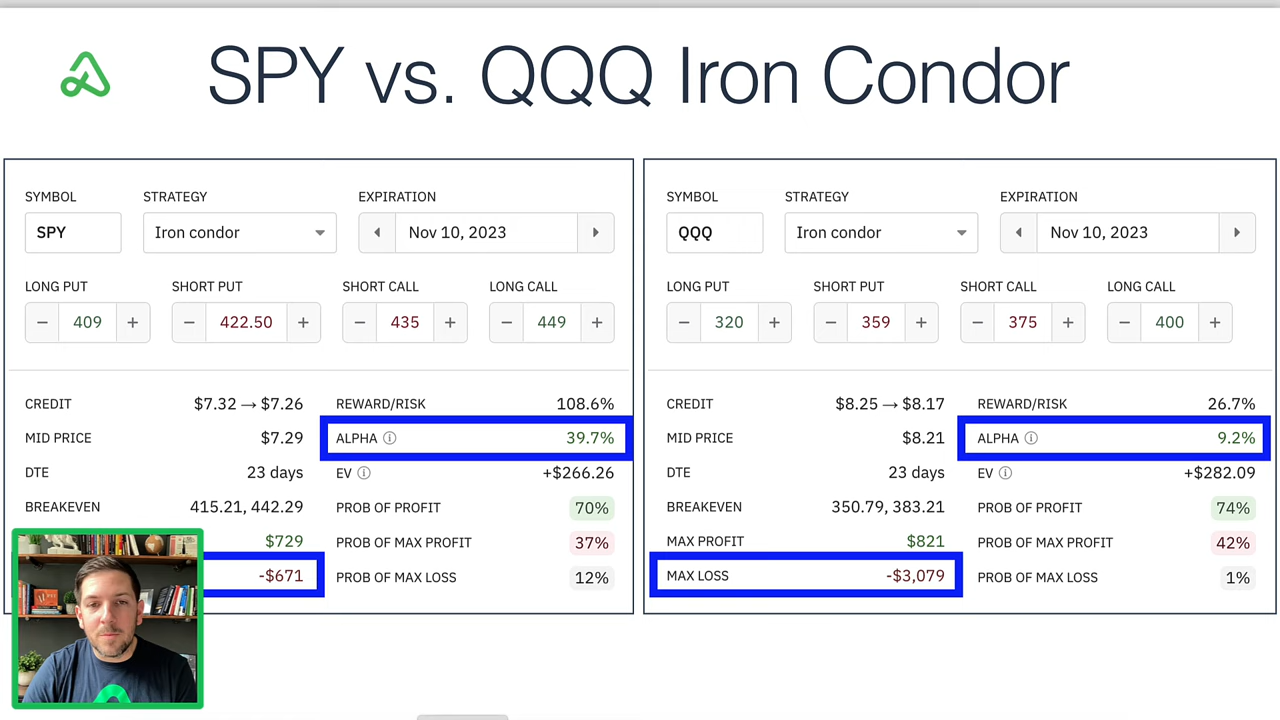 SPY vs. QQQ Iron Condor
SYMBOL STRATEGY EXPIRATION
SPY Iron condor Nov 10, 2023
LONG PUT SHORT PUT SHORT CALL LONG CALL
− 409 + − 422.50 + − 435 + − 449 +
CREDIT $7.32 → $7.26 REWARD/RISK 108.6%
MID PRICE $7.29 ALPHA 39.7%
DTE 23 days EV +$266.26
BREAKEVEN 415.21, 442.29 PROB OF PROFIT 70%
$729 PROB OF MAX PROFIT 37%
-$671 PROB OF MAX LOSS 12%
SYMBOL STRATEGY EXPIRATION
QQQ Iron condor Nov 10, 2023
LONG PUT SHORT PUT SHORT CALL LONG CALL
− 320 + − 359 + − 375 + − 400 +
CREDIT $8.25 → $8.17 REWARD/RISK 26.7%
MID PRICE $8.21 ALPHA 9.2%
DTE 23 days EV +$282.09
BREAKEVEN 350.79, 383.21 PROB OF PROFIT 74%
MAX PROFIT $821 PROB OF MAX PROFIT 42%
MAX LOSS -$3,079 PROB OF MAX LOSS 1%